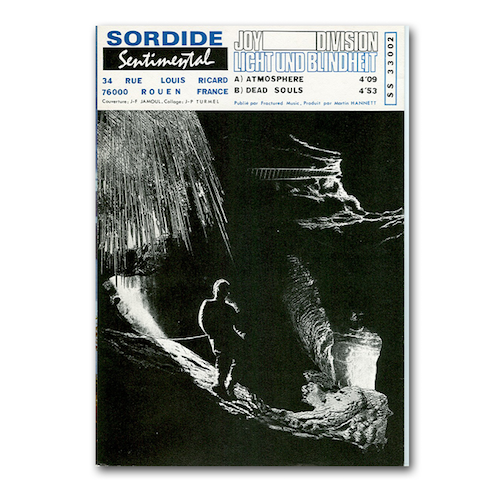 SORDIDE
Sentimental
34 RUE LOUIS RICARD
76000 ROUEN FRANCE
Couverture; J-F JAMOUL, Collage; J-P TURMEL
JOY DIVISION
LICHT UND BLINDHEIT
A) ATMOSPHERE 4'09
B) DEAD SOULS 4'53
Publié par Fractured Music, Produit par Martin HANNETT
SS 33002